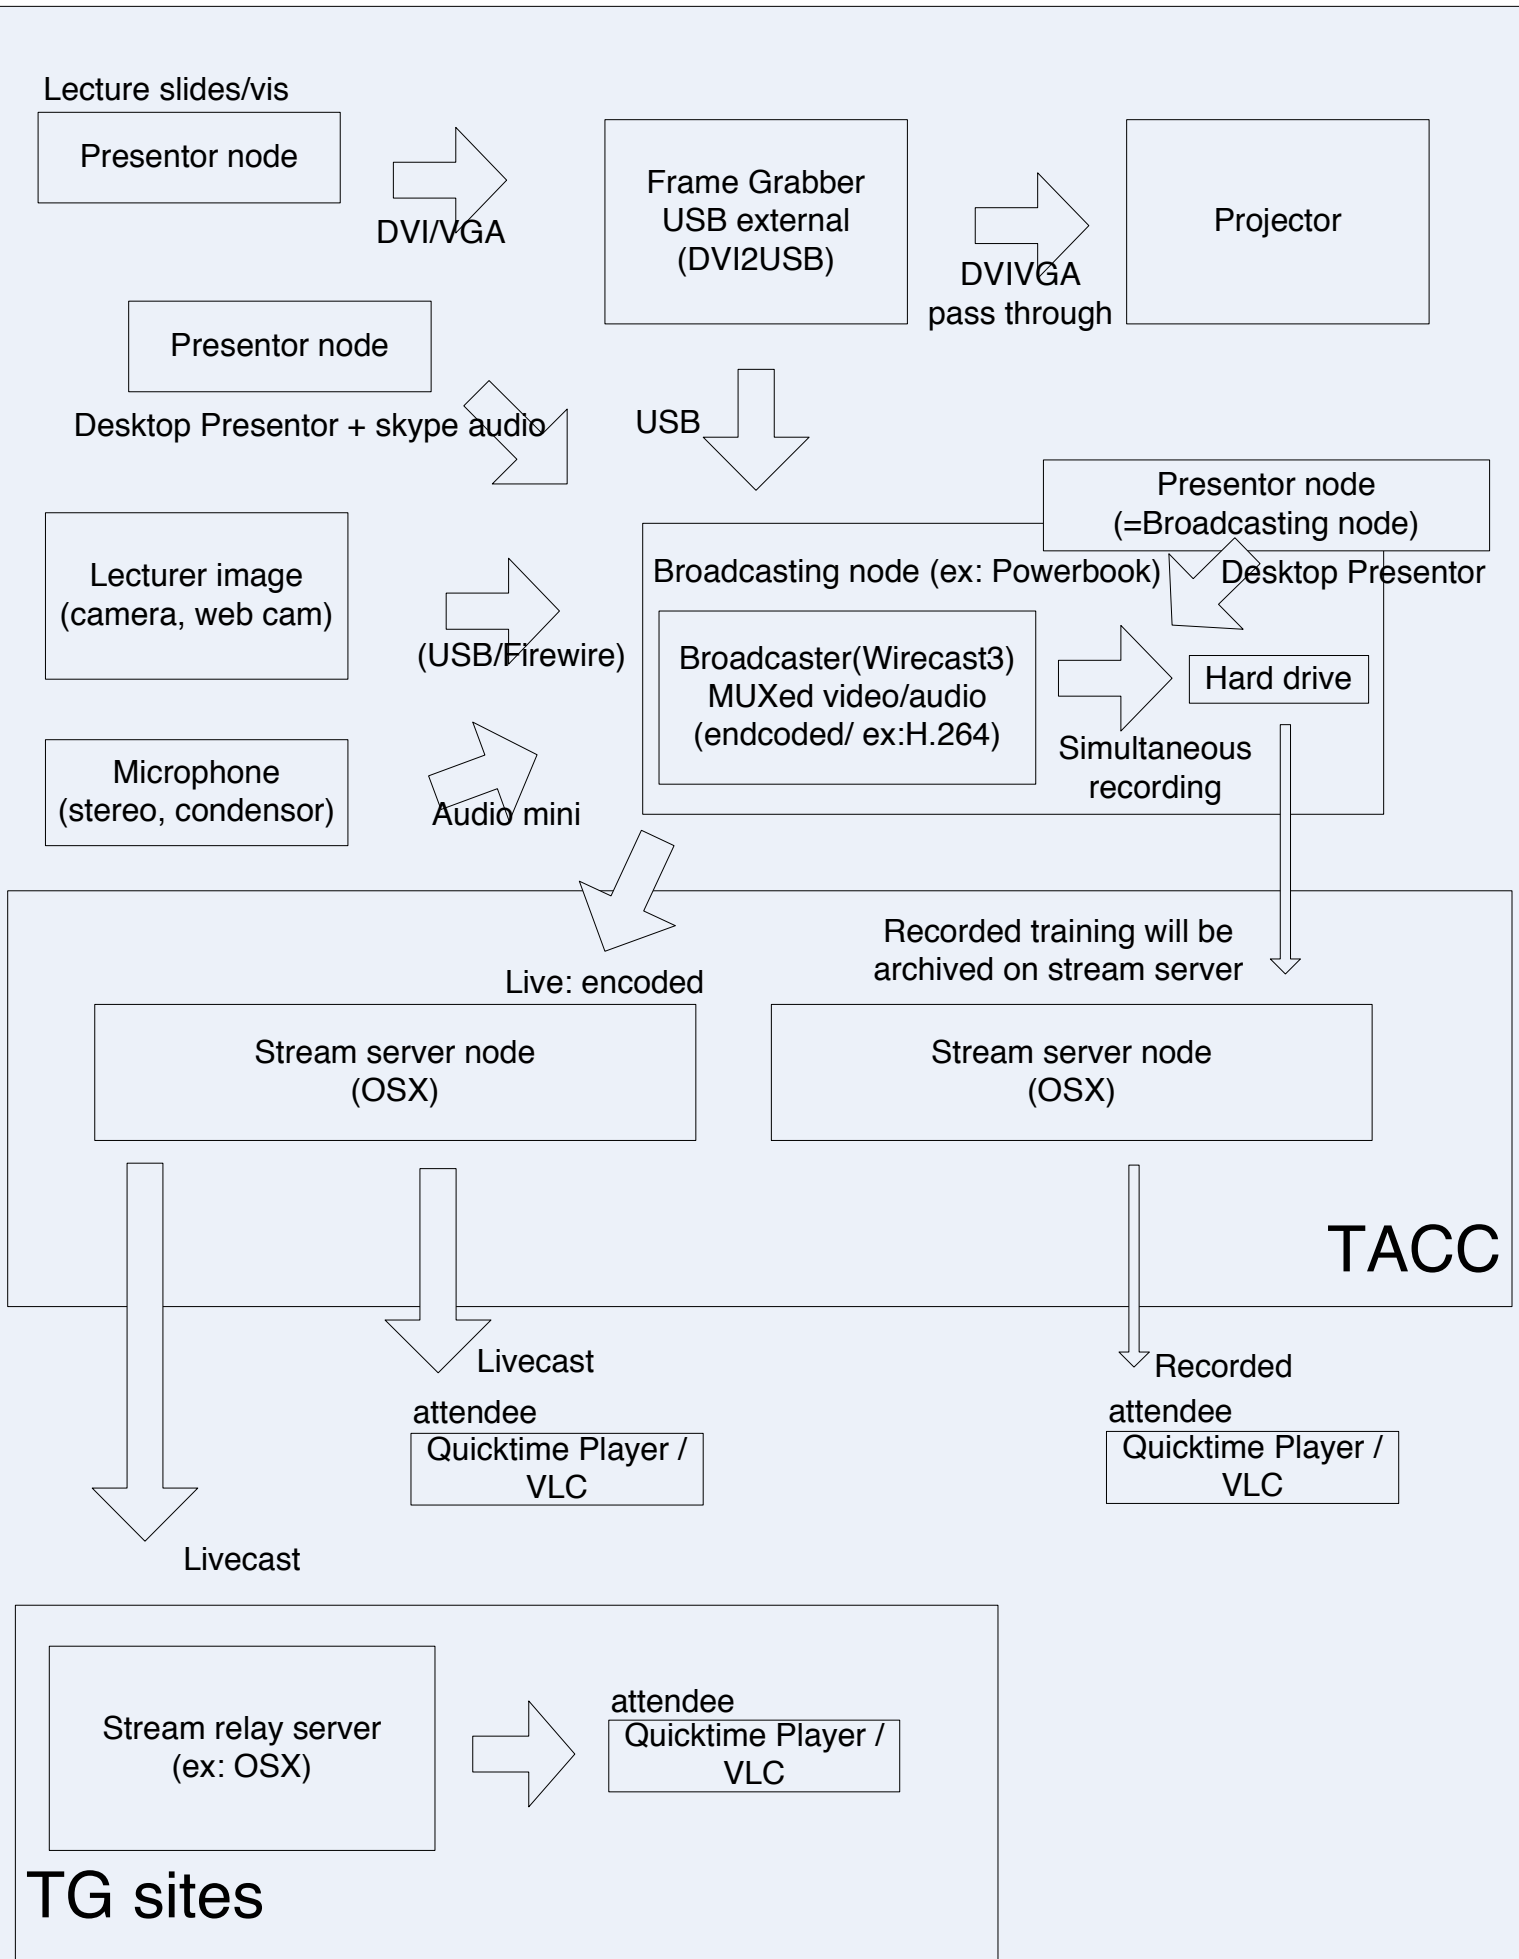 Lecture slides/vis
Presentor node
DVI/VGA
Frame Grabber
USB external
(DVI2USB)
DVIVGA
pass through
Projector
Presentor node
Desktop Presentor + skype audio
USB
Presentor node
(=Broadcasting node)
Desktop Presentor
Lecturer image
(camera, web cam)
(USB/Firewire)
Broadcasting node (ex: Powerbook)
Broadcaster(Wirecast3)
MUXed video/audio
(endcoded/ ex:H.264)
Hard drive
Simultaneous
recording
Microphone
(stereo, condensor)
Audio mini
Live: encoded
Recorded training will be
archived on stream server
Stream server node
(OSX)
Stream server node
(OSX)
TACC
Livecast
attendee
Quicktime Player /
VLC
Recorded
attendee
Quicktime Player /
VLC
Livecast
Stream relay server
(ex: OSX)
attendee
Quicktime Player /
VLC
TG sites